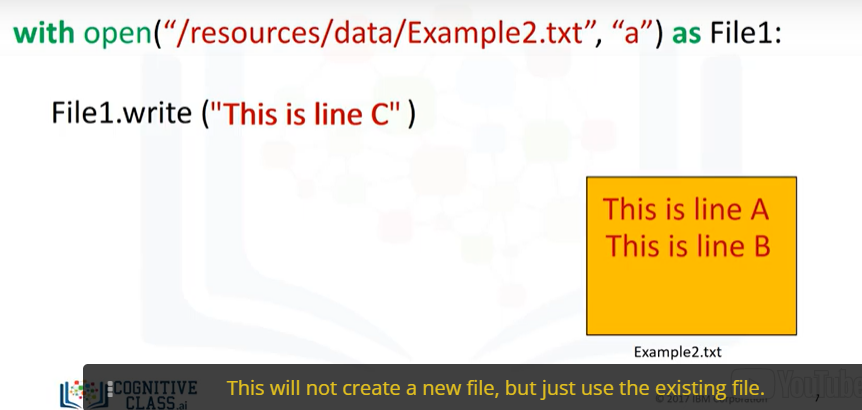 with open(“/resources/data/Example2.txt”, “a”) as File1:
File1.write ("This is line C" )
This is line A
This is line B
Example2.txt
COGNITIVE
CLASS.ai
This will not create a new file, but just use the existing file.
YouTube
© 2017 IBM Corporation